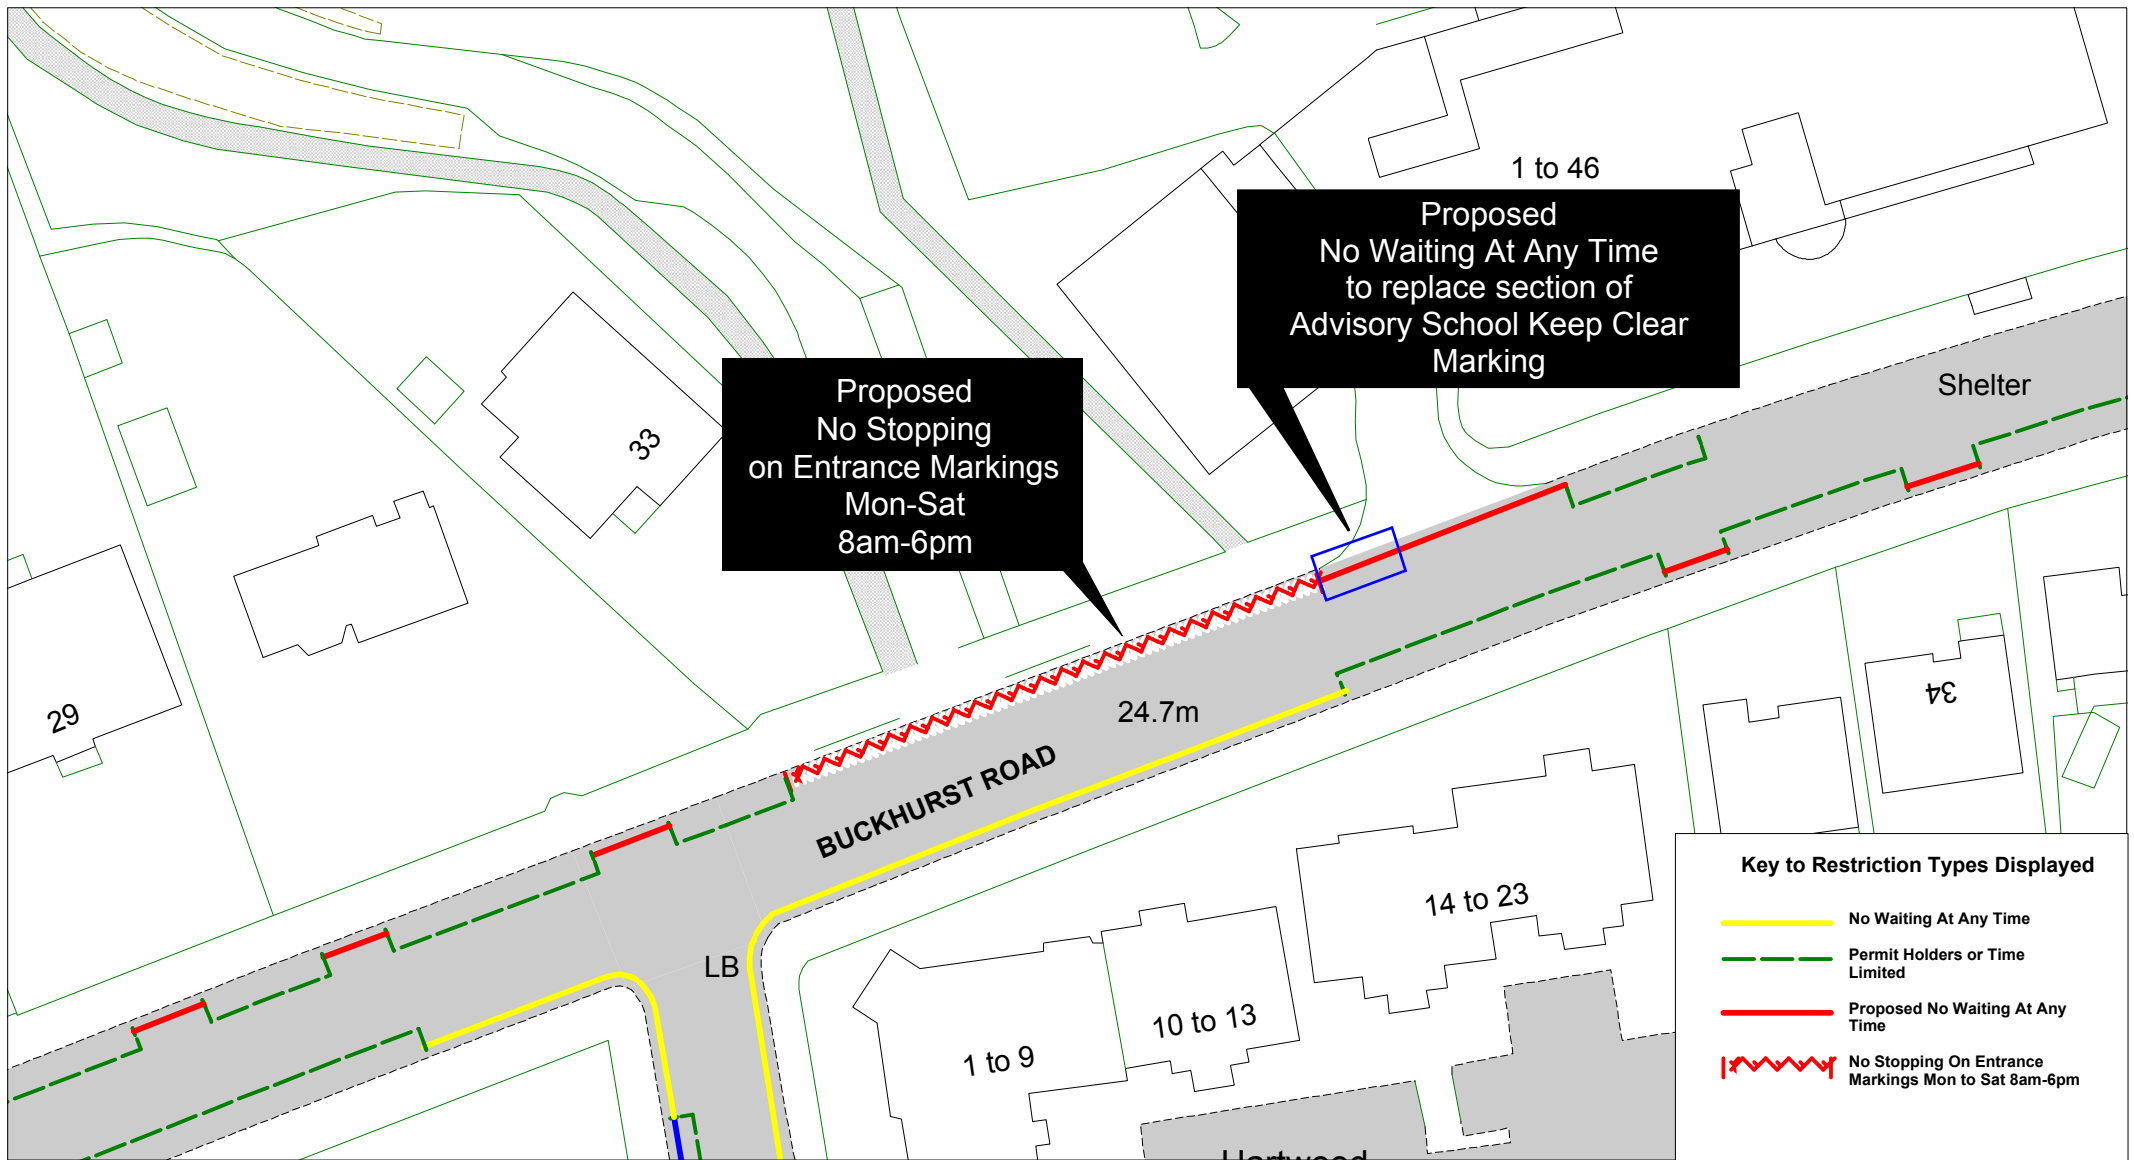 1 to 46
Proposed
No Waiting At Any Time
to replace section of
Advisory School Keep Clear
Marking
Shelter
Proposed
No Stopping
on Entrance Markings
Mon-Sat
8am-6pm
33
29
24.7m
BUCKHURST ROAD
34
14 to 23
LB
10 to 13
1 to 9
Hartwood
Key to Restriction Types Displayed
No Waiting At Any Time
Permit Holders or Time
Limited
Proposed No Waiting At Any
Time
No Stopping On Entrance
Markings Mon to Sat 8am-6pm